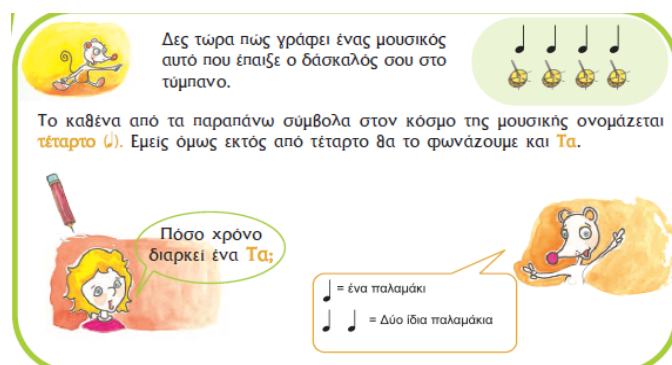 Δες τώρα πώς γράφει ένας μουσικός
αυτό που έπαιξε ο δάσκαλός σου στο
τύμπανο.
Το καθένα από τα παραπάνω σύμβολα στον κόσμο της μουσικής ονομάζεται
τέταρτο (♩). Εμείς όμως εκτός από τέταρτο θα το φωνάζουμε και Τα.
Πόσο χρόνο
διαρκεί ένα Τα;
♩ = ένα παλαμάκι
♩ ♩ = Δύο ίδια παλαμάκια